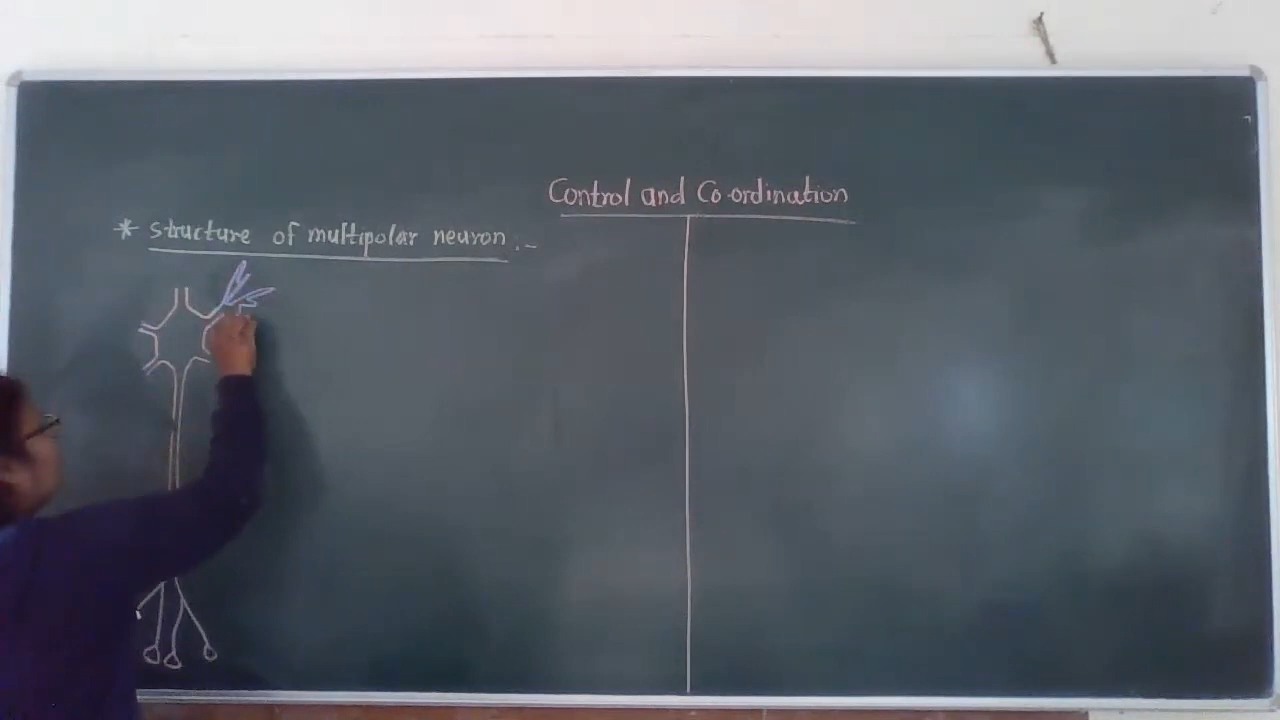 Control and Co-ordination
* structure of multipolar neuron :-